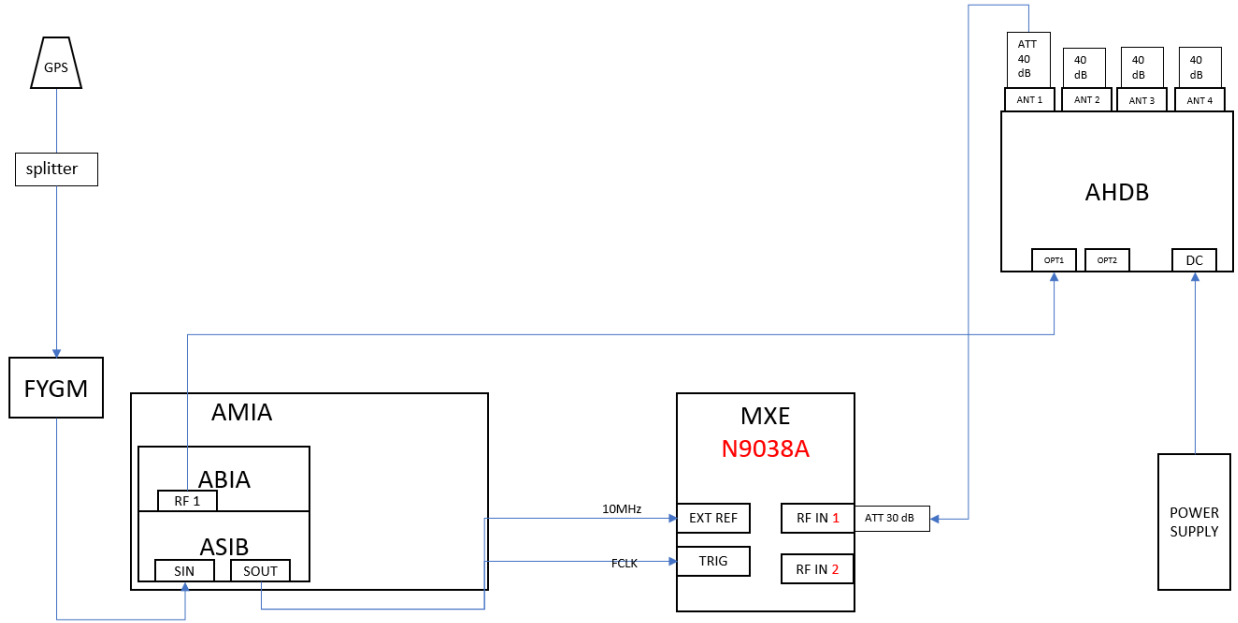 GPS
splitter
FYGM
AMIA
ABIA
RF 1
ASIB
SIN
SOUT
10MHz
FCLK
MXE
N9038A
EXT REF
TRIG
RF IN 1
RF IN 2
ATT 30 dB
ATT
40
dB
40
dB
40
dB
40
dB
ANT 1
ANT 2
ANT 3
ANT 4
AHDB
OPT1
OPT2
DC
POWER
SUPPLY